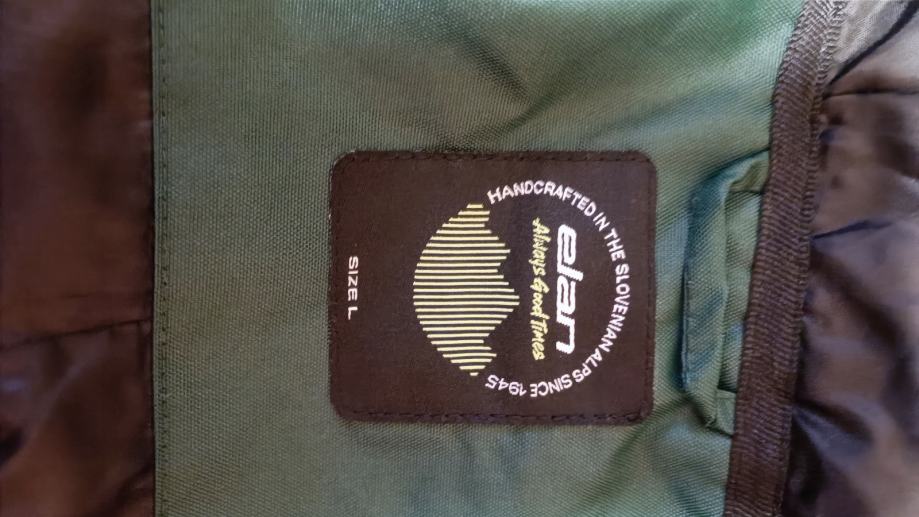 HANDCRAFTED IN THE SLOVENIAN ALPS SINCE 1945
elan
Always Good Times
SIZE L